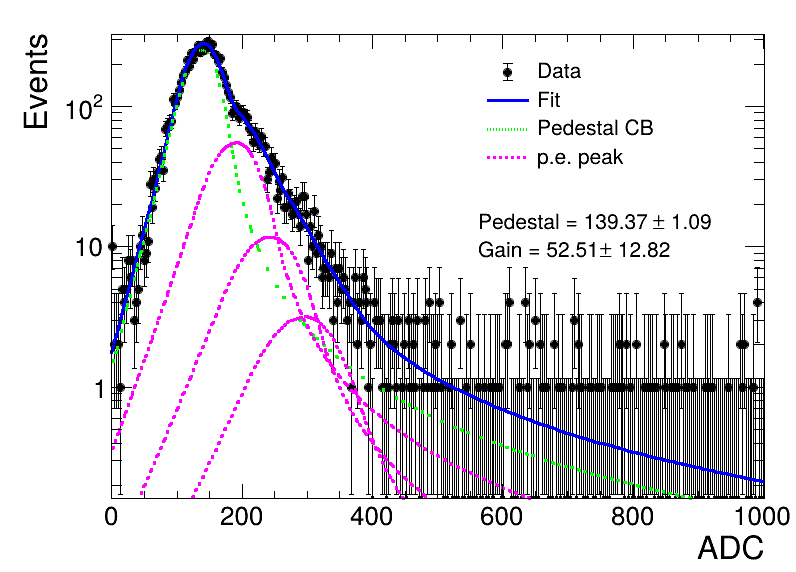 Events
10²
10
1
Data
Fit
Pedestal CB
p.e. peak
Pedestal = 139.37 ± 1.09
Gain = 52.51± 12.82
0 200 400 600 800 1000
ADC